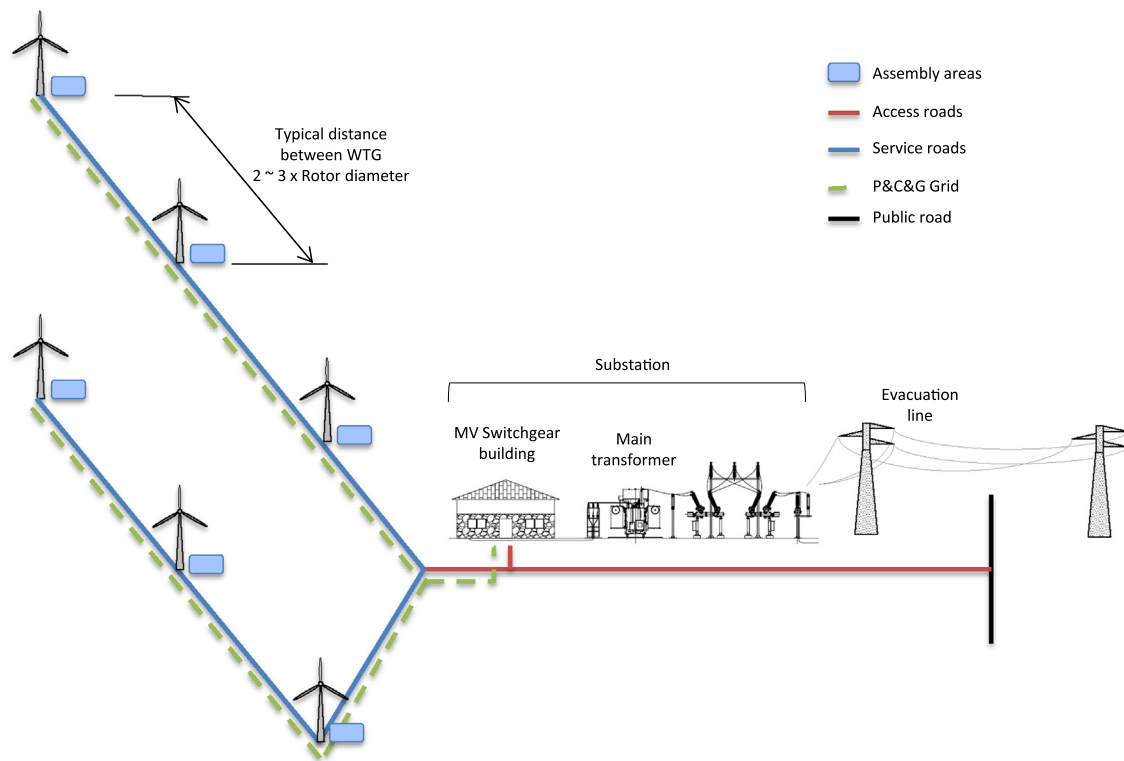 Assembly areas
Access roads
Service roads
P&C&G Grid
Public road
Typical distance
between WTG
2 ~ 3 x Rotor diameter
Substation
MV Switchgear
building
Main
transformer
Evacuation
line